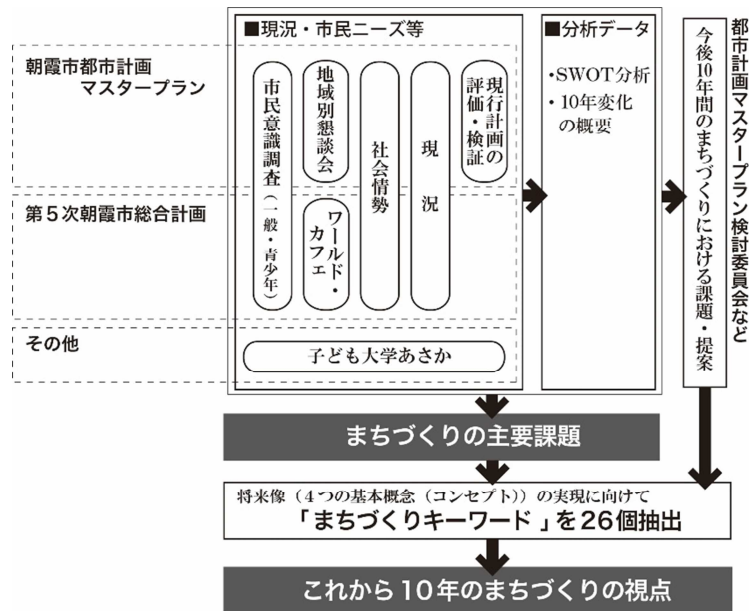 ■現況・市民ニーズ等
■分析データ
朝霞市都市計画
マスタープラン
第５次朝霞市総合計画
その他
市民意識調査（一般・青少年）
地域別懇談会
ワールド・
カフェ
社会情勢
現況
現行計画の
評価・検証
子ども大学あさか
・SWOT分析
・10年変化
の概要
今後10年間のまちづくりにおける課題・提案
都市計画マスタープラン検討委員会など
まちづくりの主要課題
将来像（４つの基本概念（コンセプト））の実現に向けて
「まちづくりキーワード」を26個抽出
これから10年のまちづくりの視点